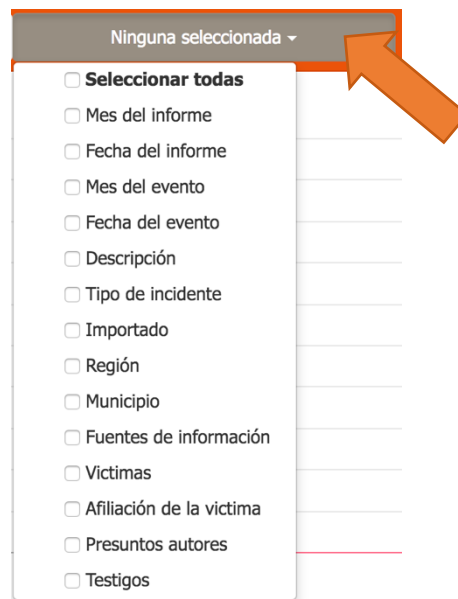 Ninguna seleccionada
Seleccionar todas
Mes del informe
Fecha del informe
Mes del evento
Fecha del evento
Descripción
Tipo de incidente
Importado
Región
Municipio
Fuentes de información
Victimas
Afiliación de la victima
Presuntos autores
Testigos